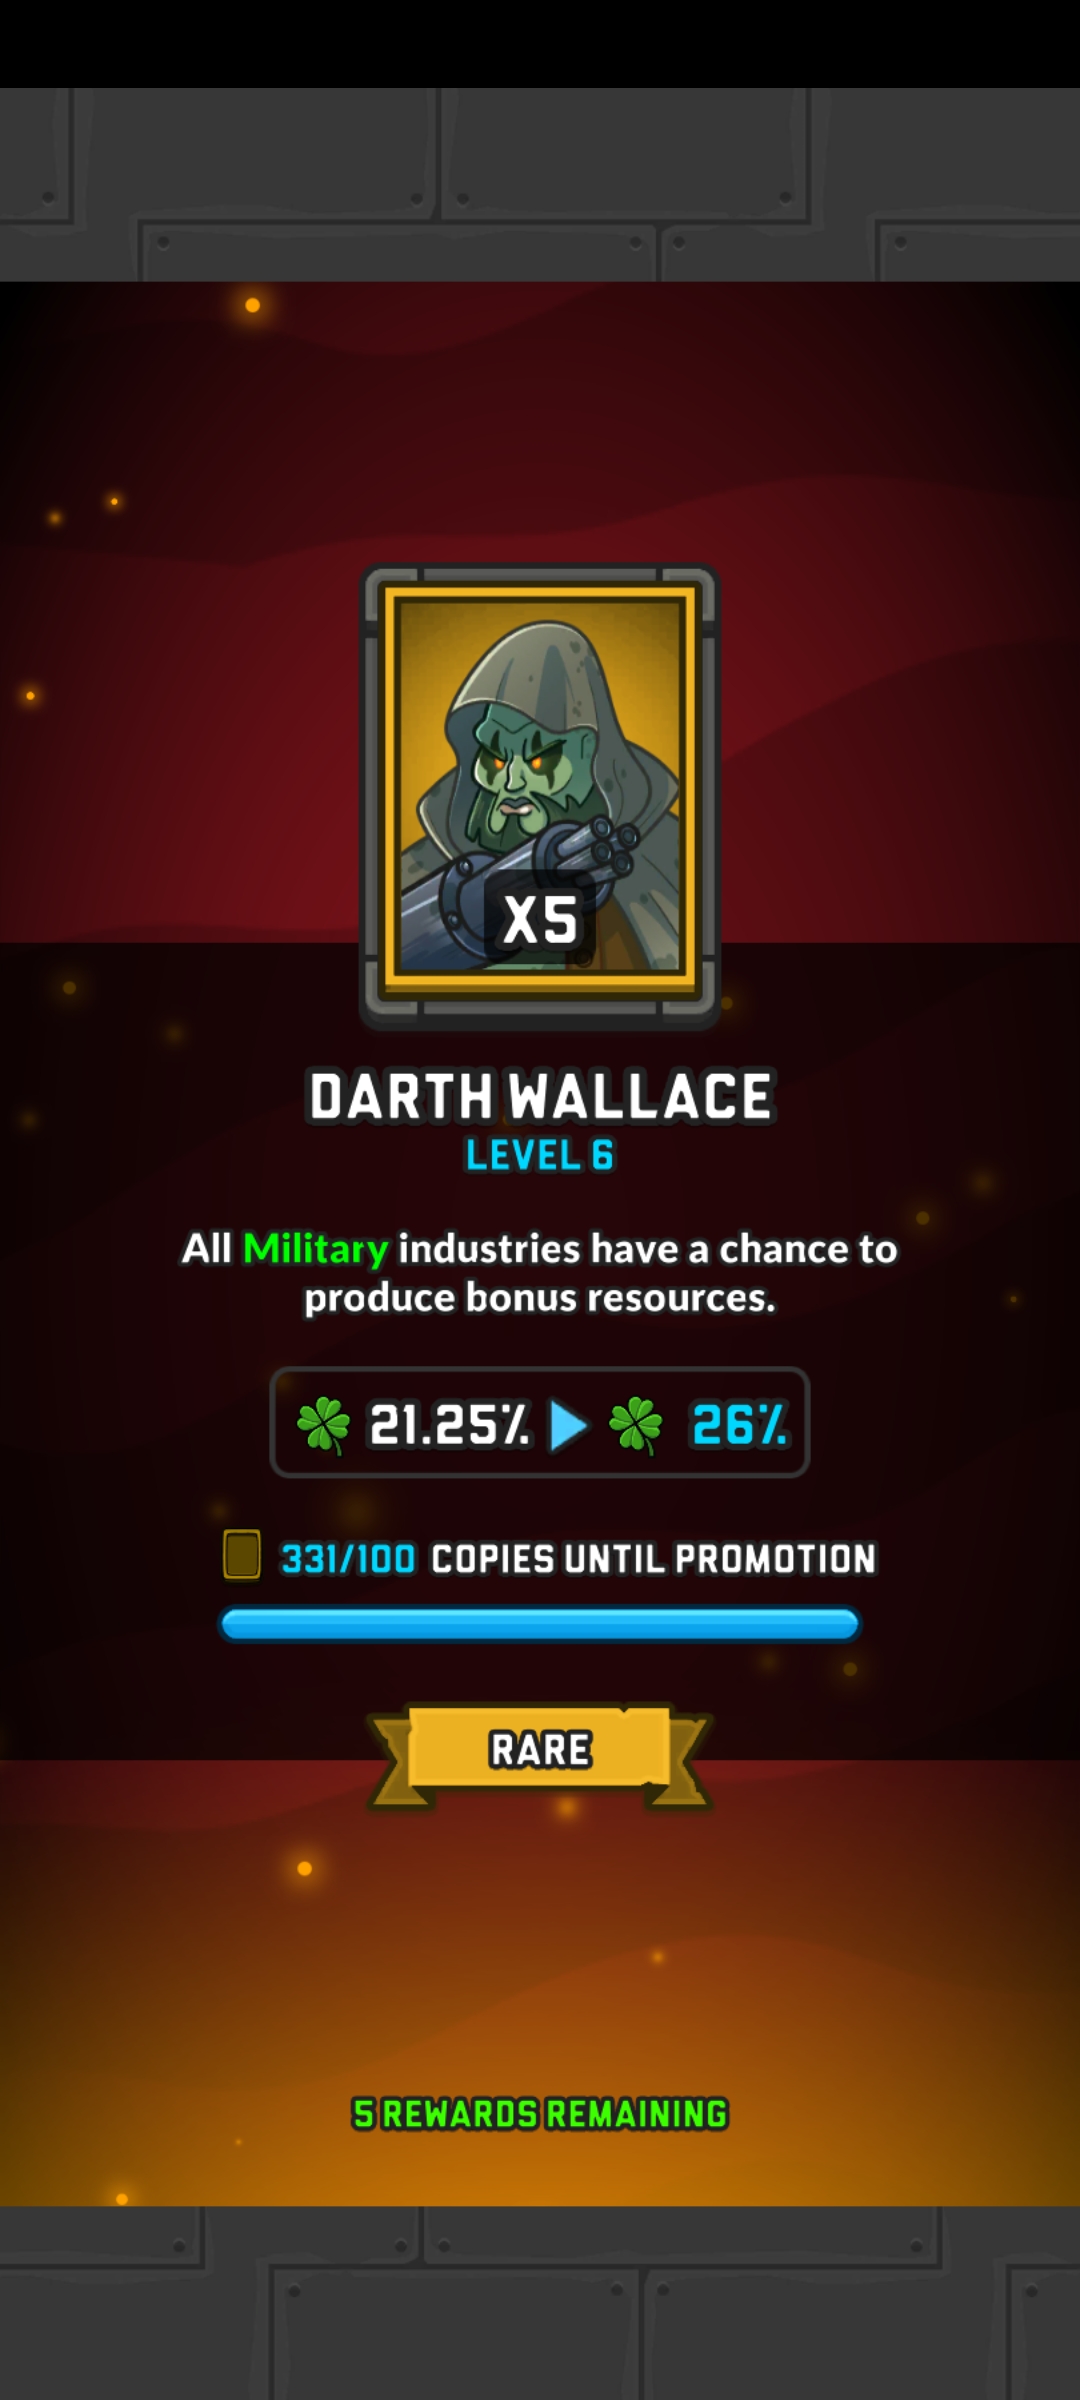 X5
DARTH WALLACE
LEVEL 6
All Military industries have a chance to
produce bonus resources.
21.25% 26%
331/100 COPIES UNTIL PROMOTION
RARE
5 REWARDS REMAINING